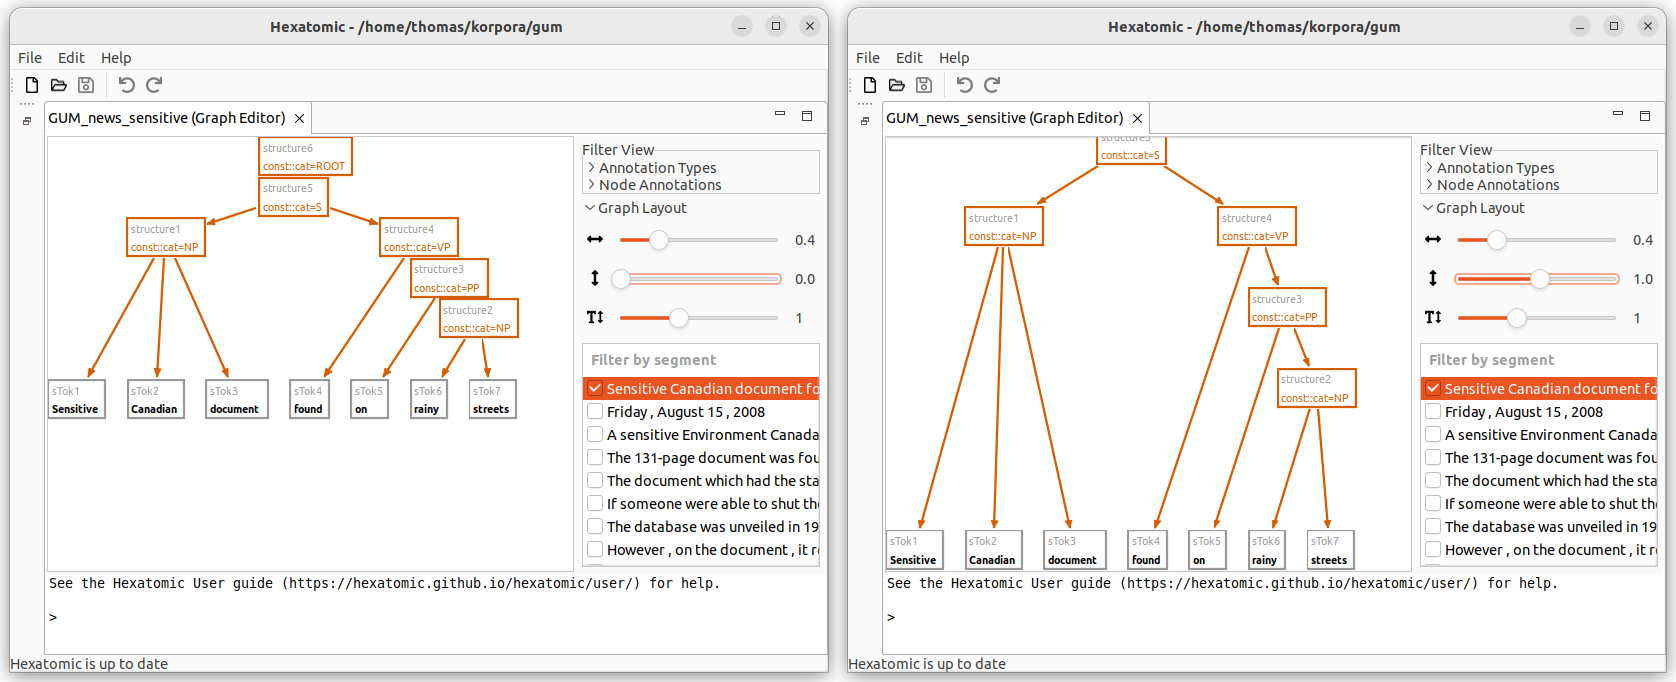 Hexatomic - /home/thomas/korpora/gum
File Edit Help
GUM_news_sensitive (Graph Editor)
structure6
const::cat=ROOT
structure5
const::cat=S
structure1
const::cat=NP
structure4
const::cat=VP
structure3
const::cat=PP
structure2
const::cat=NP
sTok1
Sensitive
sTok2
Canadian
sTok3
document
sTok4
found
sTok5
on
sTok6
rainy
sTok7
streets
Filter View
Annotation Types
Node Annotations
Graph Layout
0.4
0.0
T 1
Filter by segment
Sensitive Canadian document fo
Friday , August 15 , 2008
A sensitive Environment Canada
The 131-page document was fou
The document which had the sta
If someone were able to shut the
The database was unveiled in 19
However , on the document , it r
See the Hexatomic User guide (https://hexatomic.github.io/hexatomic/user/) for help.
>
Hexatomic is up to date
Hexatomic - /home/thomas/korpora/gum
File Edit Help
GUM_news_sensitive (Graph Editor)
structure5
const::cat=S
structure1
const::cat=NP
structure4
const::cat=VP
structure3
const::cat=PP
structure2
const::cat=NP
sTok1
Sensitive
sTok2
Canadian
sTok3
document
sTok4
found
sTok5
on
sTok6
rainy
sTok7
streets
Filter View
Annotation Types
Node Annotations
Graph Layout
0.4
1.0
T 1
Filter by segment
Sensitive Canadian document fo
Friday , August 15 , 2008
A sensitive Environment Canada
The 131-page document was fou
The document which had the sta
If someone were able to shut the
The database was unveiled in 19
However , on the document , it r
See the Hexatomic User guide (https://hexatomic.github.io/hexatomic/user/) for help.
>
Hexatomic is up to date